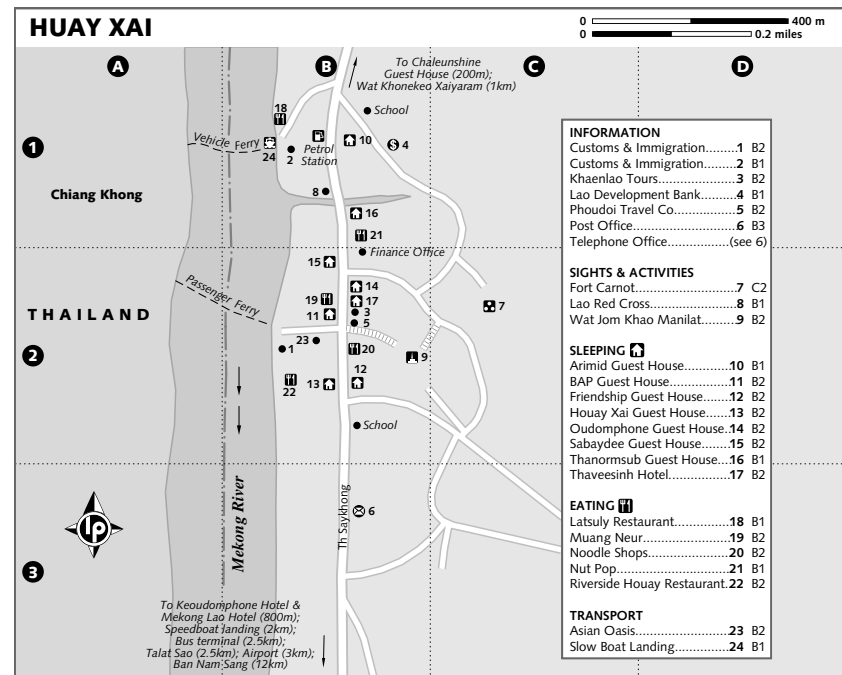 HUAY XAI
0 400 m
0 0.2 miles
A
B
C
D
To Chaleunshine
Guest House (200m);
Wat Khonekeo Xaiyaram (1km)
18
School
1
Vehicle Ferry
24
2
Petrol
Station
10
4
Chiang Khong
8
16
21
Finance Office
15
Passenger Ferry
14
19
17
7
THAILAND
11
3
5
23
2
1
20
9
12
22
13
School
Mekong River
Th Saykhong
6
lp
3
To Keoudomphone Hotel &
Mekong Lao Hotel (800m);
Speedboat landing (2km);
Bus terminal (2.5km);
Talat Sao (2.5km); Airport (3km);
Ban Nam Sang (12km)
INFORMATION
Customs & Immigration........1 B2
Customs & Immigration........2 B1
Khaenlao Tours....................3 B2
Lao Development Bank.........4 B1
Phoudoi Travel Co................5 B2
Post Office..........................6 B3
Telephone Office..............(see 6)
SIGHTS & ACTIVITIES
Fort Carnot.........................7 C2
Lao Red Cross.....................8 B1
Wat Jom Khao Manilat.........9 B2
SLEEPING
Arimid Guest House...........10 B1
BAP Guest House...............11 B2
Friendship Guest House......12 B2
Houay Xai Guest House......13 B2
Oudomphone Guest House..14 B2
Sabaydee Guest House.......15 B2
Thanormsub Guest House...16 B1
Thaveesinh Hotel...............17 B2
EATING
Latsuly Restaurant..............18 B1
Muang Neur......................19 B2
Noodle Shops....................20 B2
Nut Pop............................21 B1
Riverside Houay Restaurant.22 B2
TRANSPORT
Asian Oasis.......................23 B2
Slow Boat Landing.............24 B1